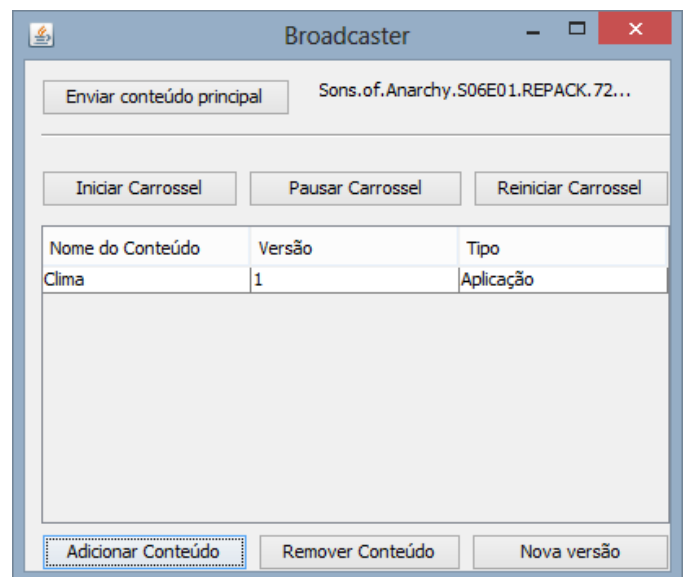 Broadcaster
Enviar conteúdo principal Sons.of.Anarchy.S06E01.REPACK.72...
Iniciar Carrossel Pausar Carrossel Reiniciar Carrossel
Nome do Conteúdo Versão Tipo
Clima 1 Aplicação
Adicionar Conteúdo Remover Conteúdo Nova versão